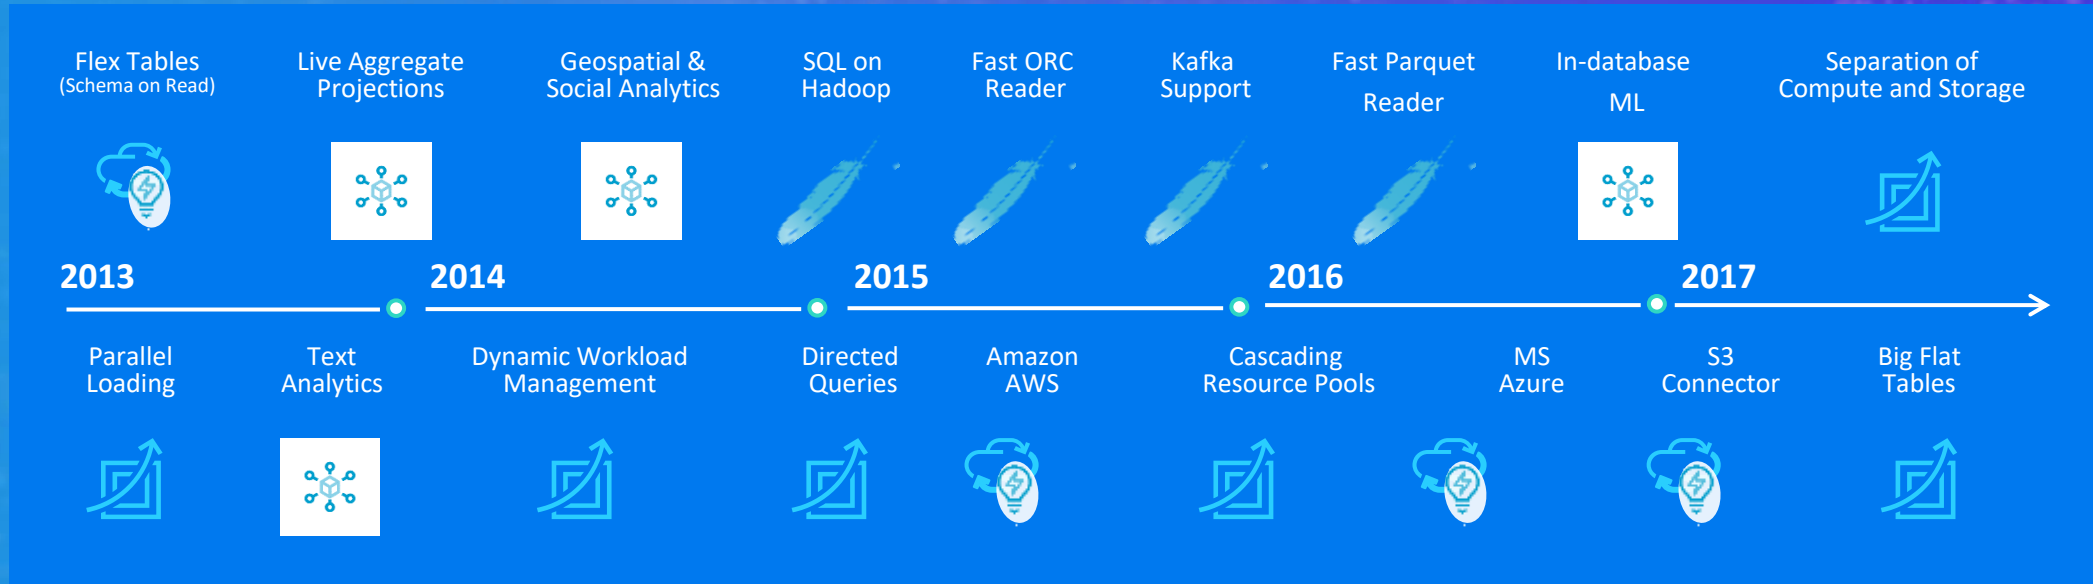 Flex Tables
(Schema on Read)
Live Aggregate
Projections
Geospatial &
Social Analytics
SQL on
Hadoop
Fast ORC
Reader
Kafka
Support
Fast Parquet
Reader
In-database
ML
Separation of
Compute and Storage
2013
2014
2015
2016
2017
Parallel
Loading
Text
Analytics
Dynamic Workload
Management
Directed
Queries
Amazon
AWS
Cascading
Resource Pools
MS
Azure
S3
Connector
Big Flat
Tables